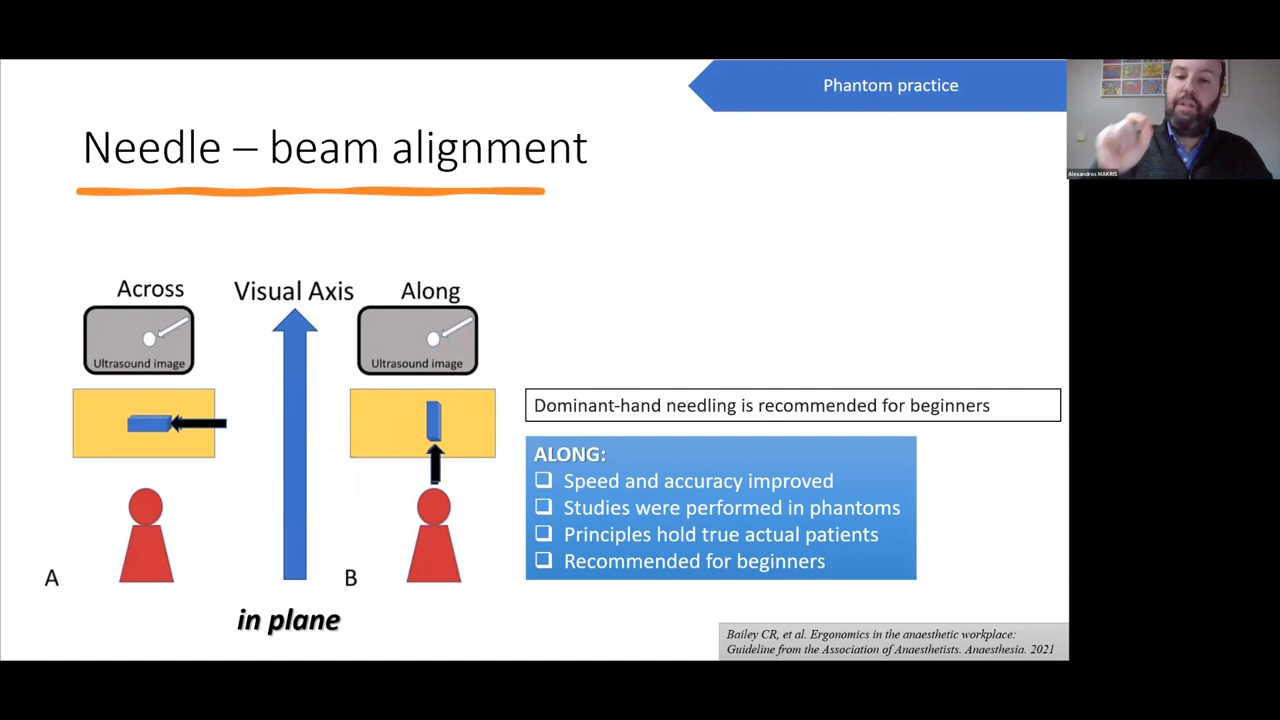 Phantom practice
Needle – beam alignment
Alexandros MAKRIS
Across
Visual Axis
Along
Ultrasound image
Ultrasound image
Dominant-hand needling is recommended for beginners
ALONG:
Speed and accuracy improved
Studies were performed in phantoms
Principles hold true actual patients
Recommended for beginners
A
B
in plane
Bailey CR, et al. Ergonomics in the anaesthetic workplace:
Guideline from the Association of Anaesthetists. Anaesthesia. 2021